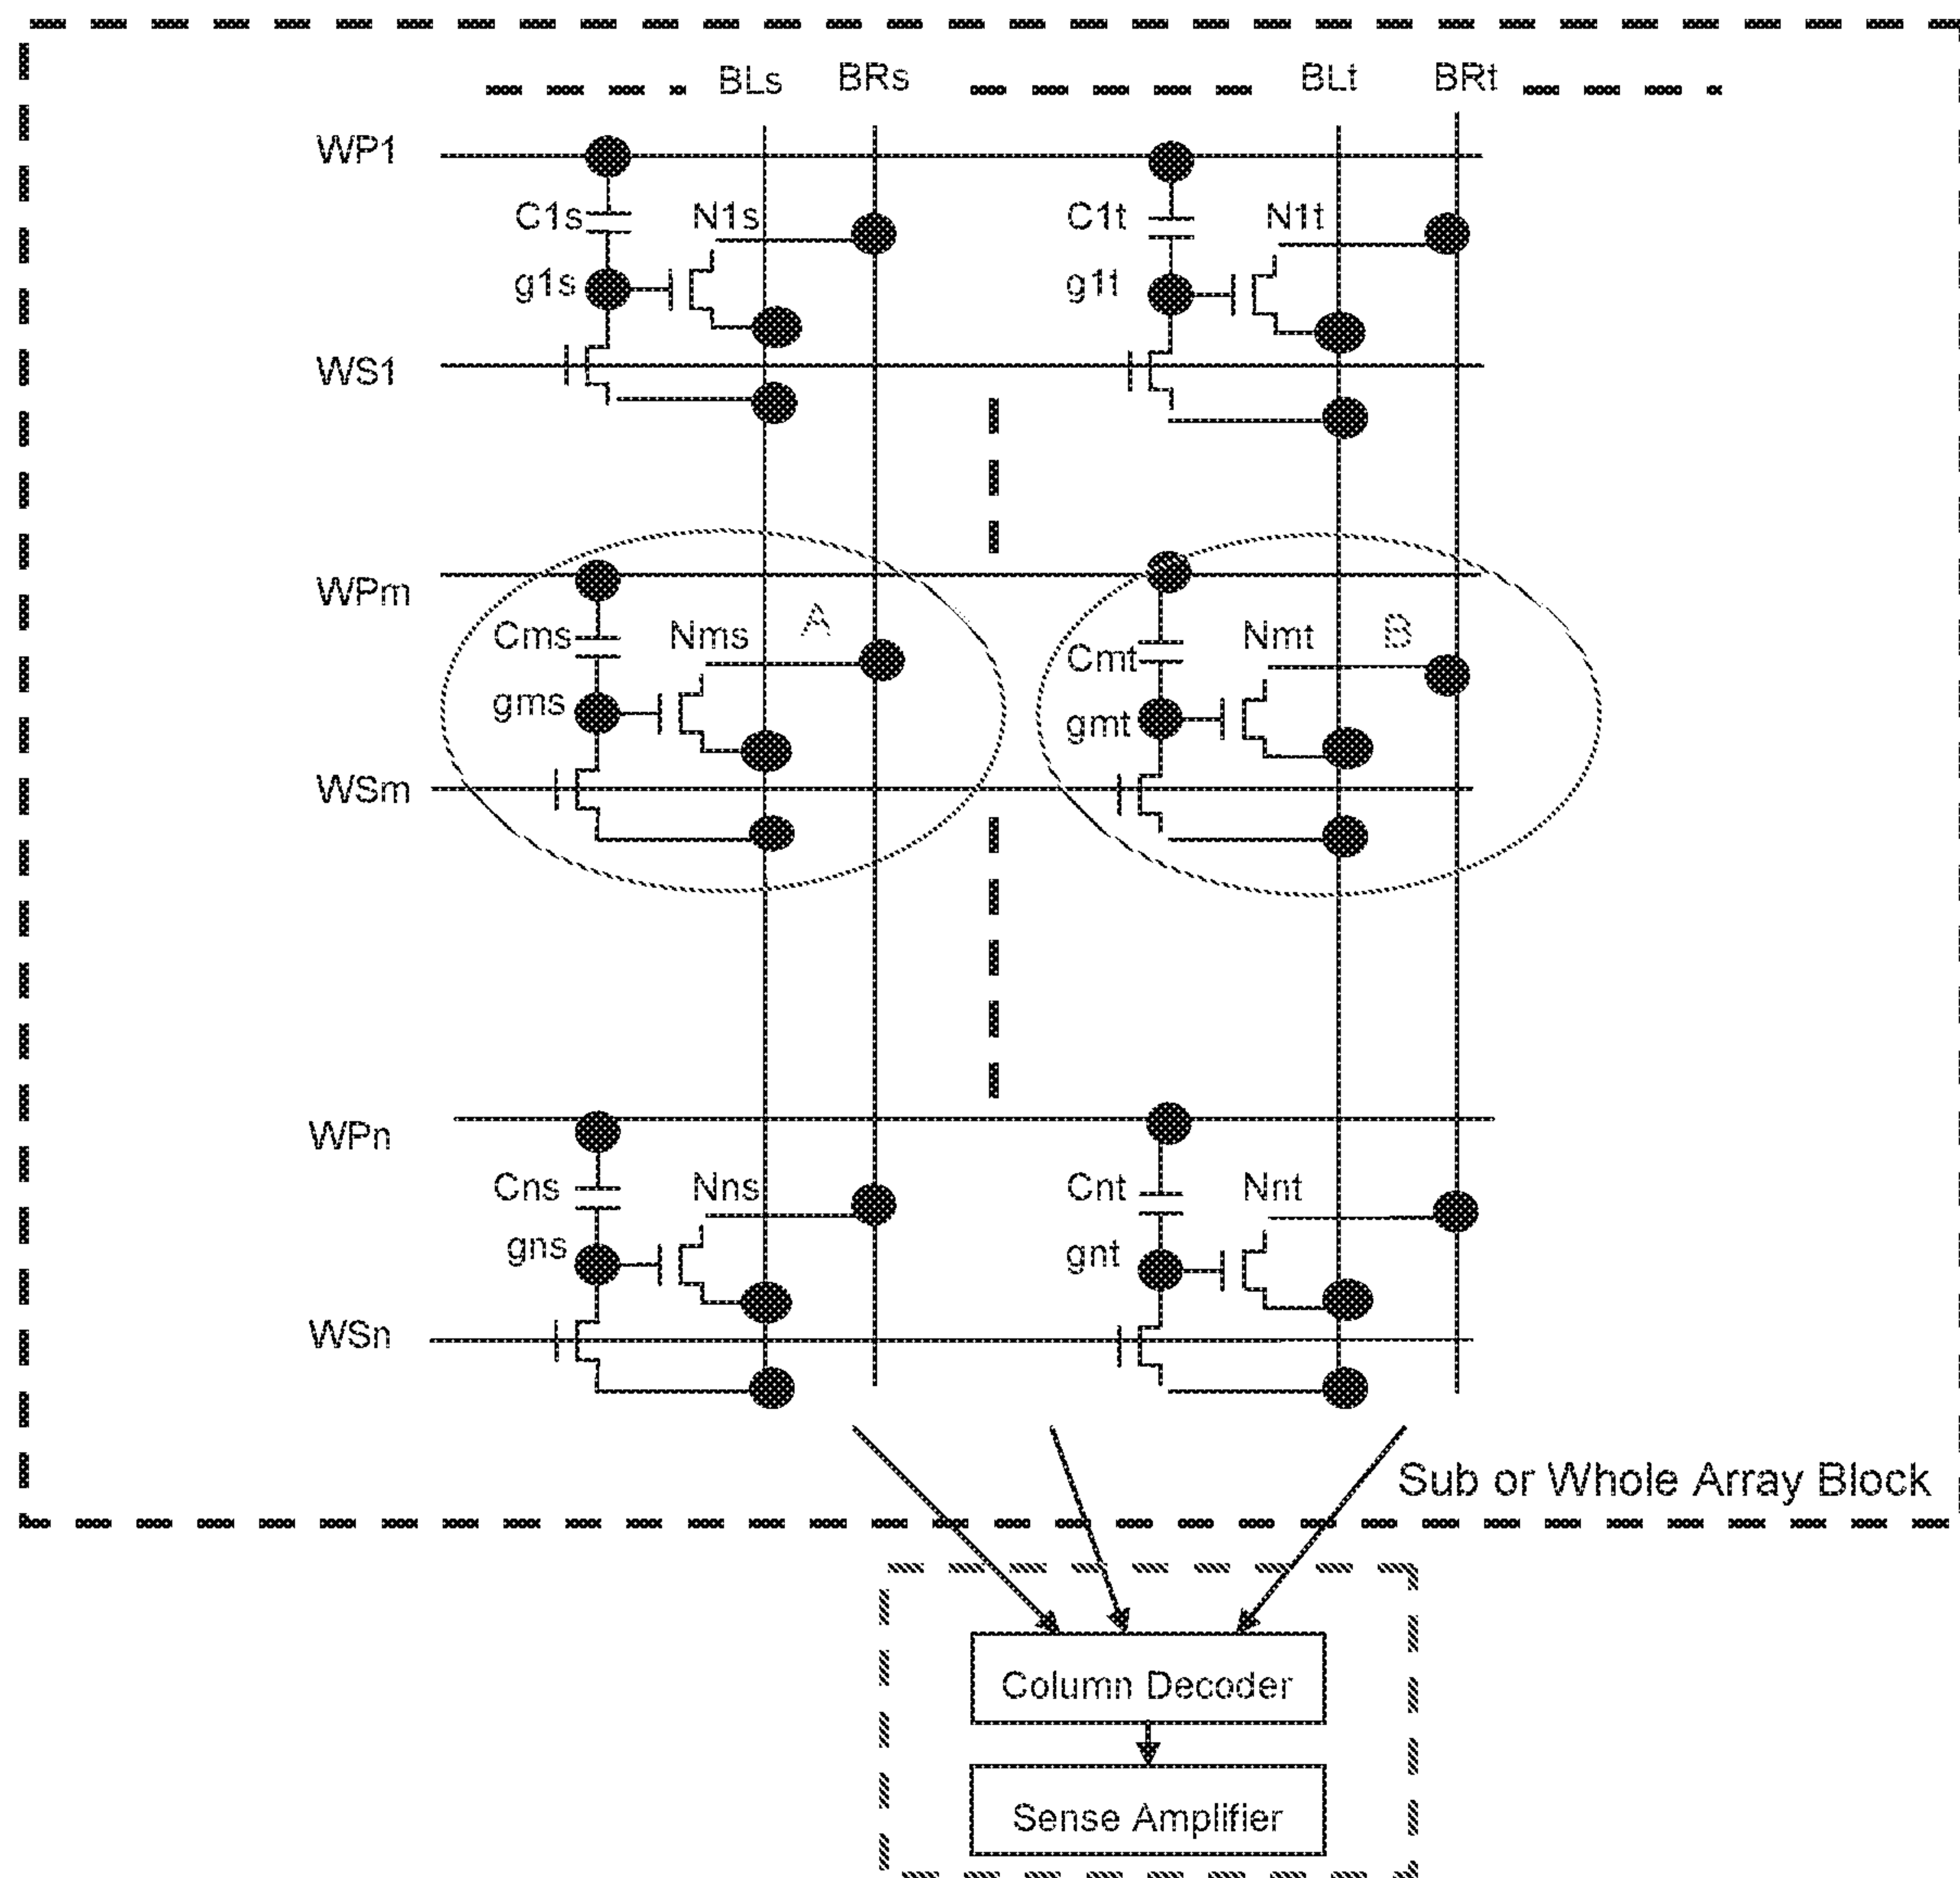 BLs BRs BLt BRt
WP1
C1s N1s C1t N1t
g1s g1t
WS1
WPm
Cms Nms A Cmt Nmt B
gms gmt
WSm
WPn
Cns Nns Cnt Nnt
gns gnt
WSn
Sub or Whole Array Block
Column Decoder
Sense Amplifier